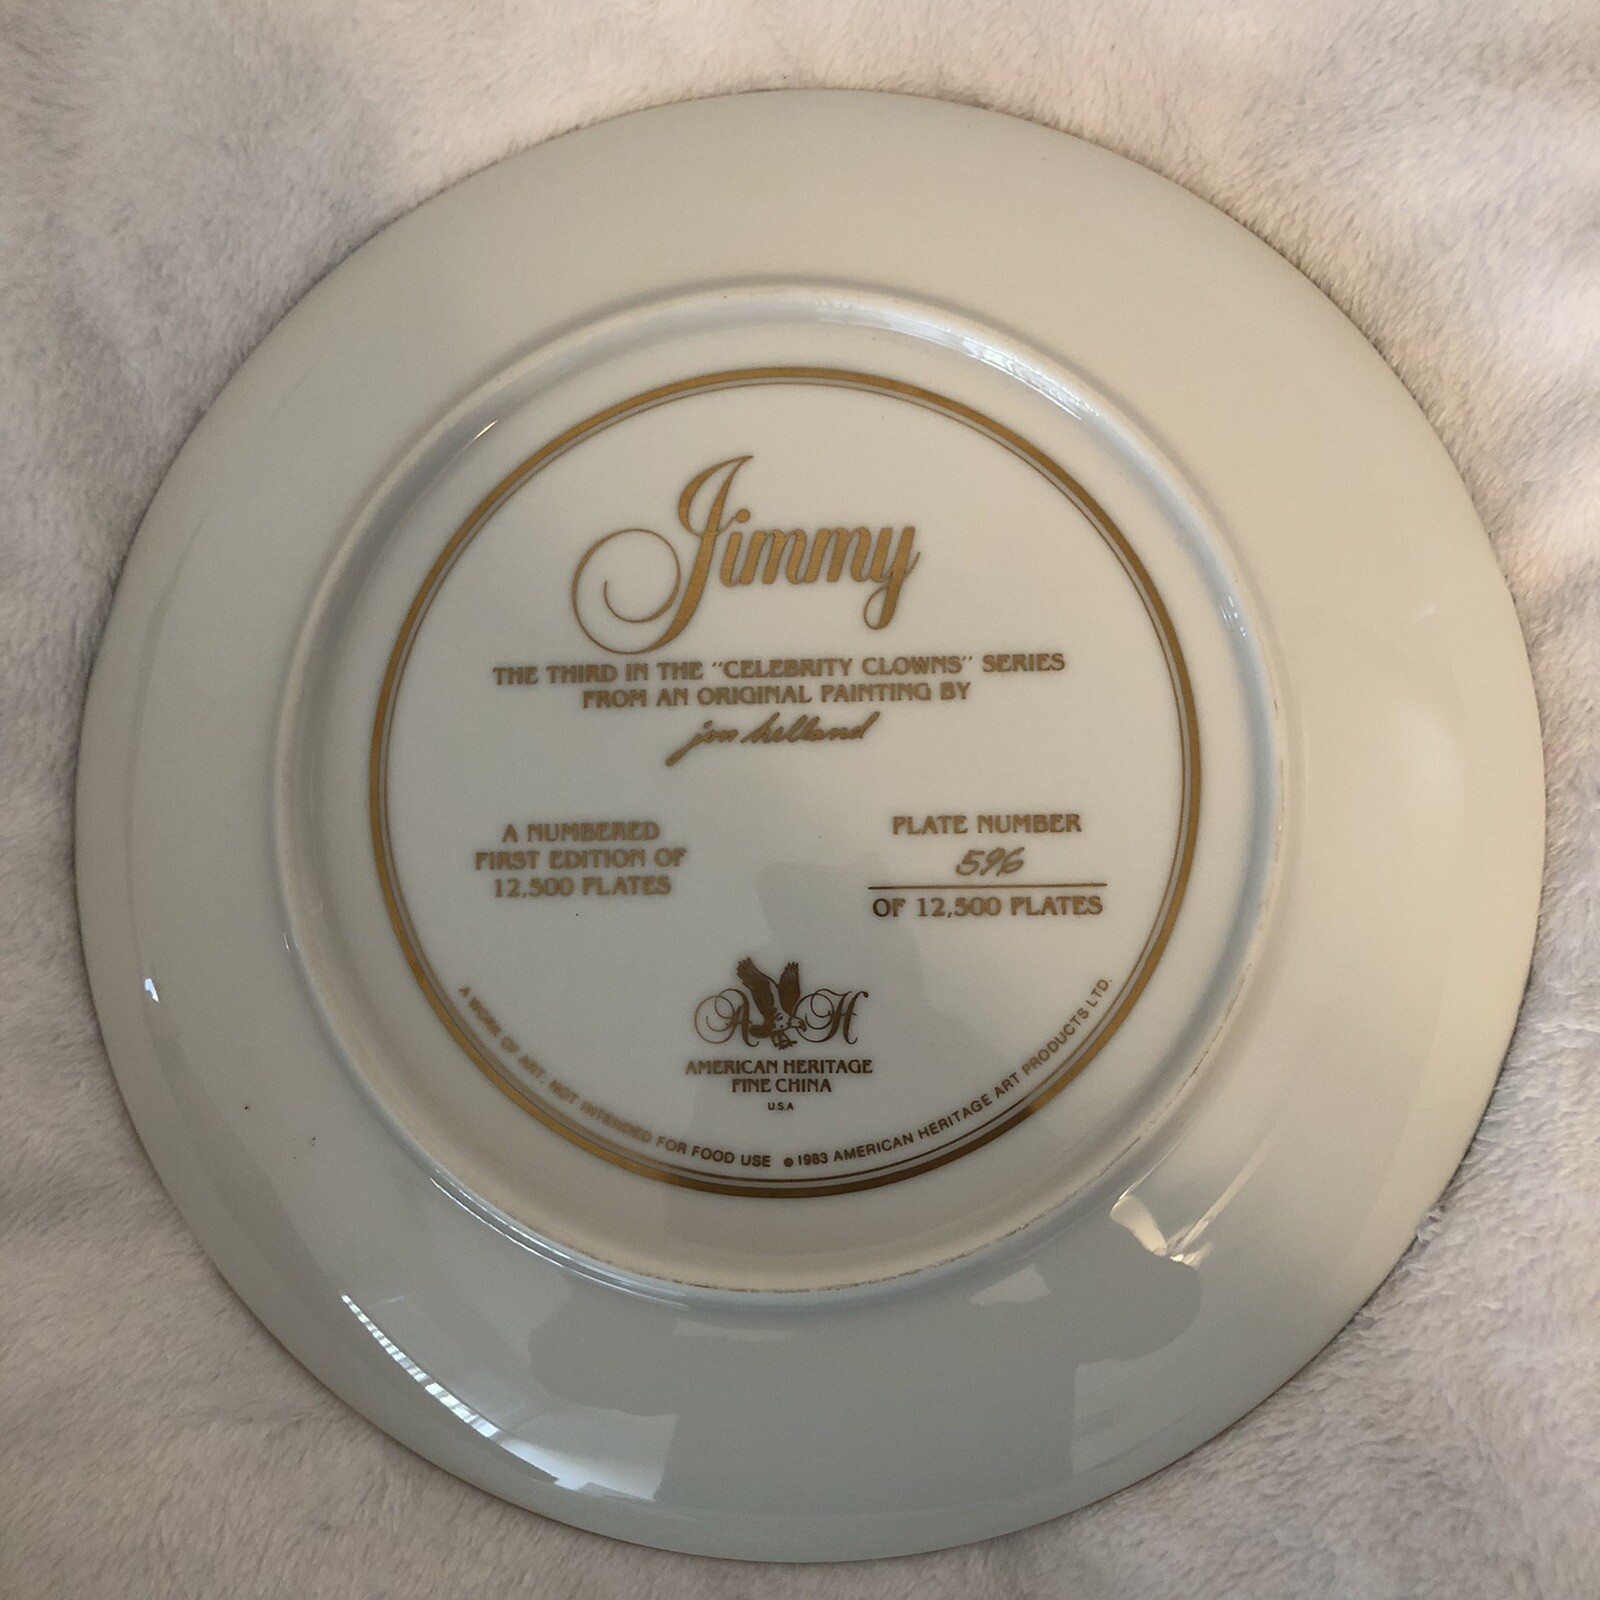 Jimmy
THE THIRD IN THE "CELEBRITY CLOWNS" SERIES
FROM AN ORIGINAL PAINTING BY
jon helland
A NUMBERED
FIRST EDITION OF
12,500 PLATES
PLATE NUMBER
596
OF 12,500 PLATES
A H
AMERICAN HERITAGE
FINE CHINA
U.S.A
A WORK OF ART, NOT INTENDED FOR FOOD USE © 1983 AMERICAN HERITAGE ART PRODUCTS LTD.